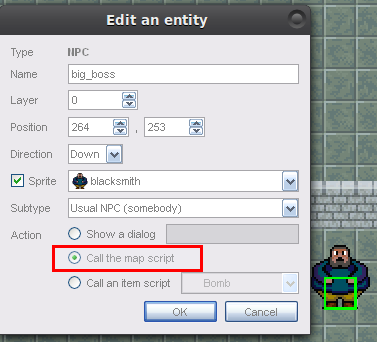 Edit an entity
Type NPC
Name big_boss
Layer 0
Position 264 , 253
Direction Down
Sprite blacksmith
Subtype Usual NPC (somebody)
Action Show a dialog
Call the map script
Call an item script Bomb
OK Cancel